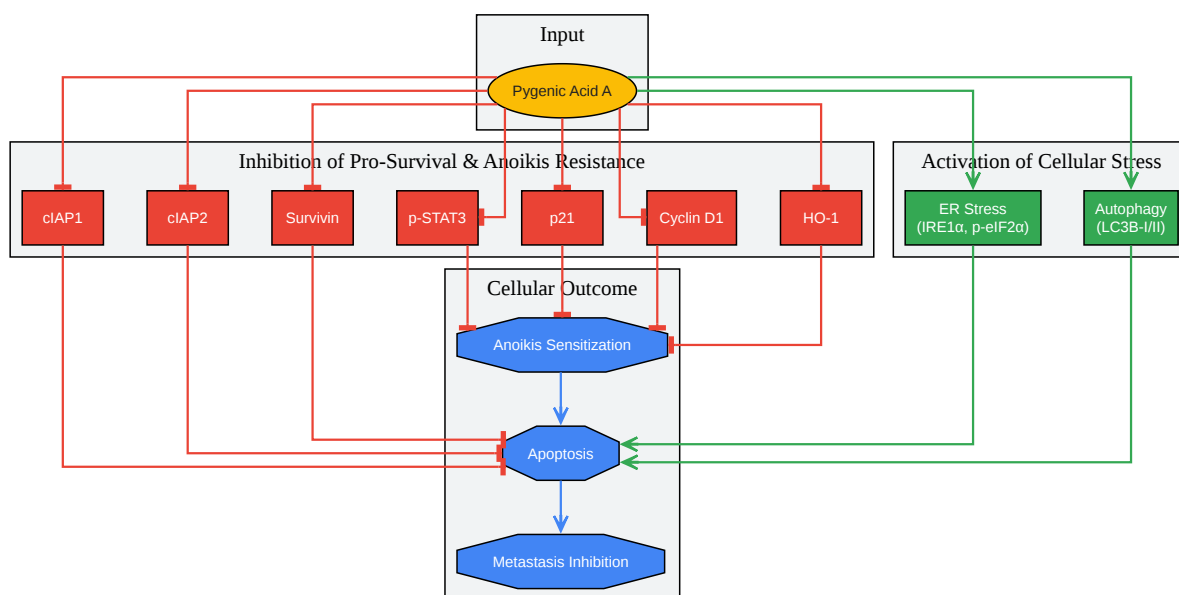 Input
Pygenic Acid A
Inhibition of Pro-Survival & Anoikis Resistance
Activation of Cellular Stress
cIAP1
cIAP2
Survivin
p-STAT3
p21
Cyclin D1
HO-1
ER Stress
(IRE1α, p-eIF2α)
Autophagy
(LC3B-I/II)
Cellular Outcome
Anoikis Sensitization
Apoptosis
Metastasis Inhibition